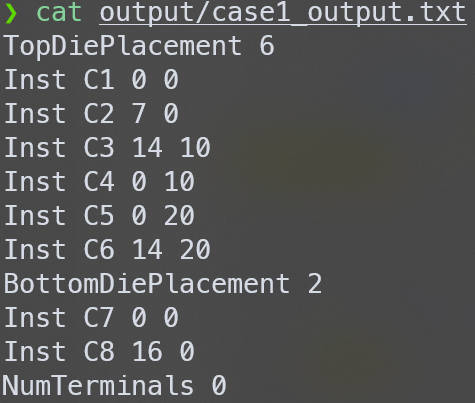 ❯ cat output/case1_output.txt
TopDiePlacement 6
Inst C1 0 0
Inst C2 7 0
Inst C3 14 10
Inst C4 0 10
Inst C5 0 20
Inst C6 14 20
BottomDiePlacement 2
Inst C7 0 0
Inst C8 16 0
NumTerminals 0